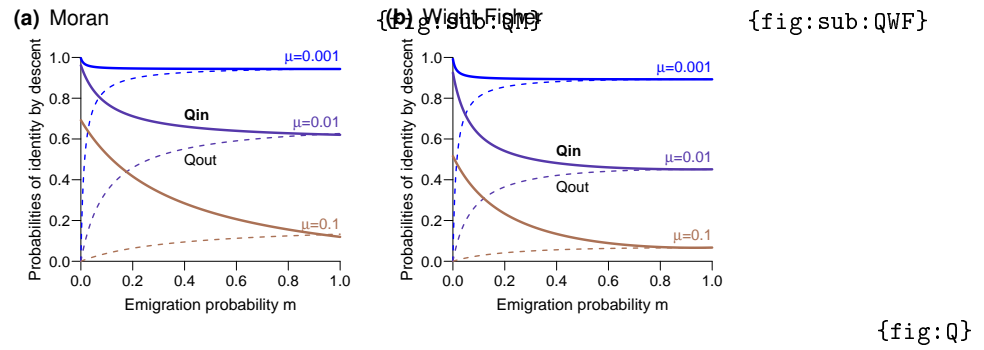 (a) Moran
{fig:sub:QM}
(b) Wight-Fisher
{fig:sub:QWF}
Probabilities of identity by descent
1.0
0.8
0.6
0.4
0.2
0.0
μ=0.001
Qin
μ=0.01
Qout
μ=0.1
0.0 0.2 0.4 0.6 0.8 1.0
Emigration probability m
Probabilities of identity by descent
1.0
0.8
0.6
0.4
0.2
0.0
μ=0.001
Qin
μ=0.01
Qout
μ=0.1
0.0 0.2 0.4 0.6 0.8 1.0
Emigration probability m
{fig:Q}